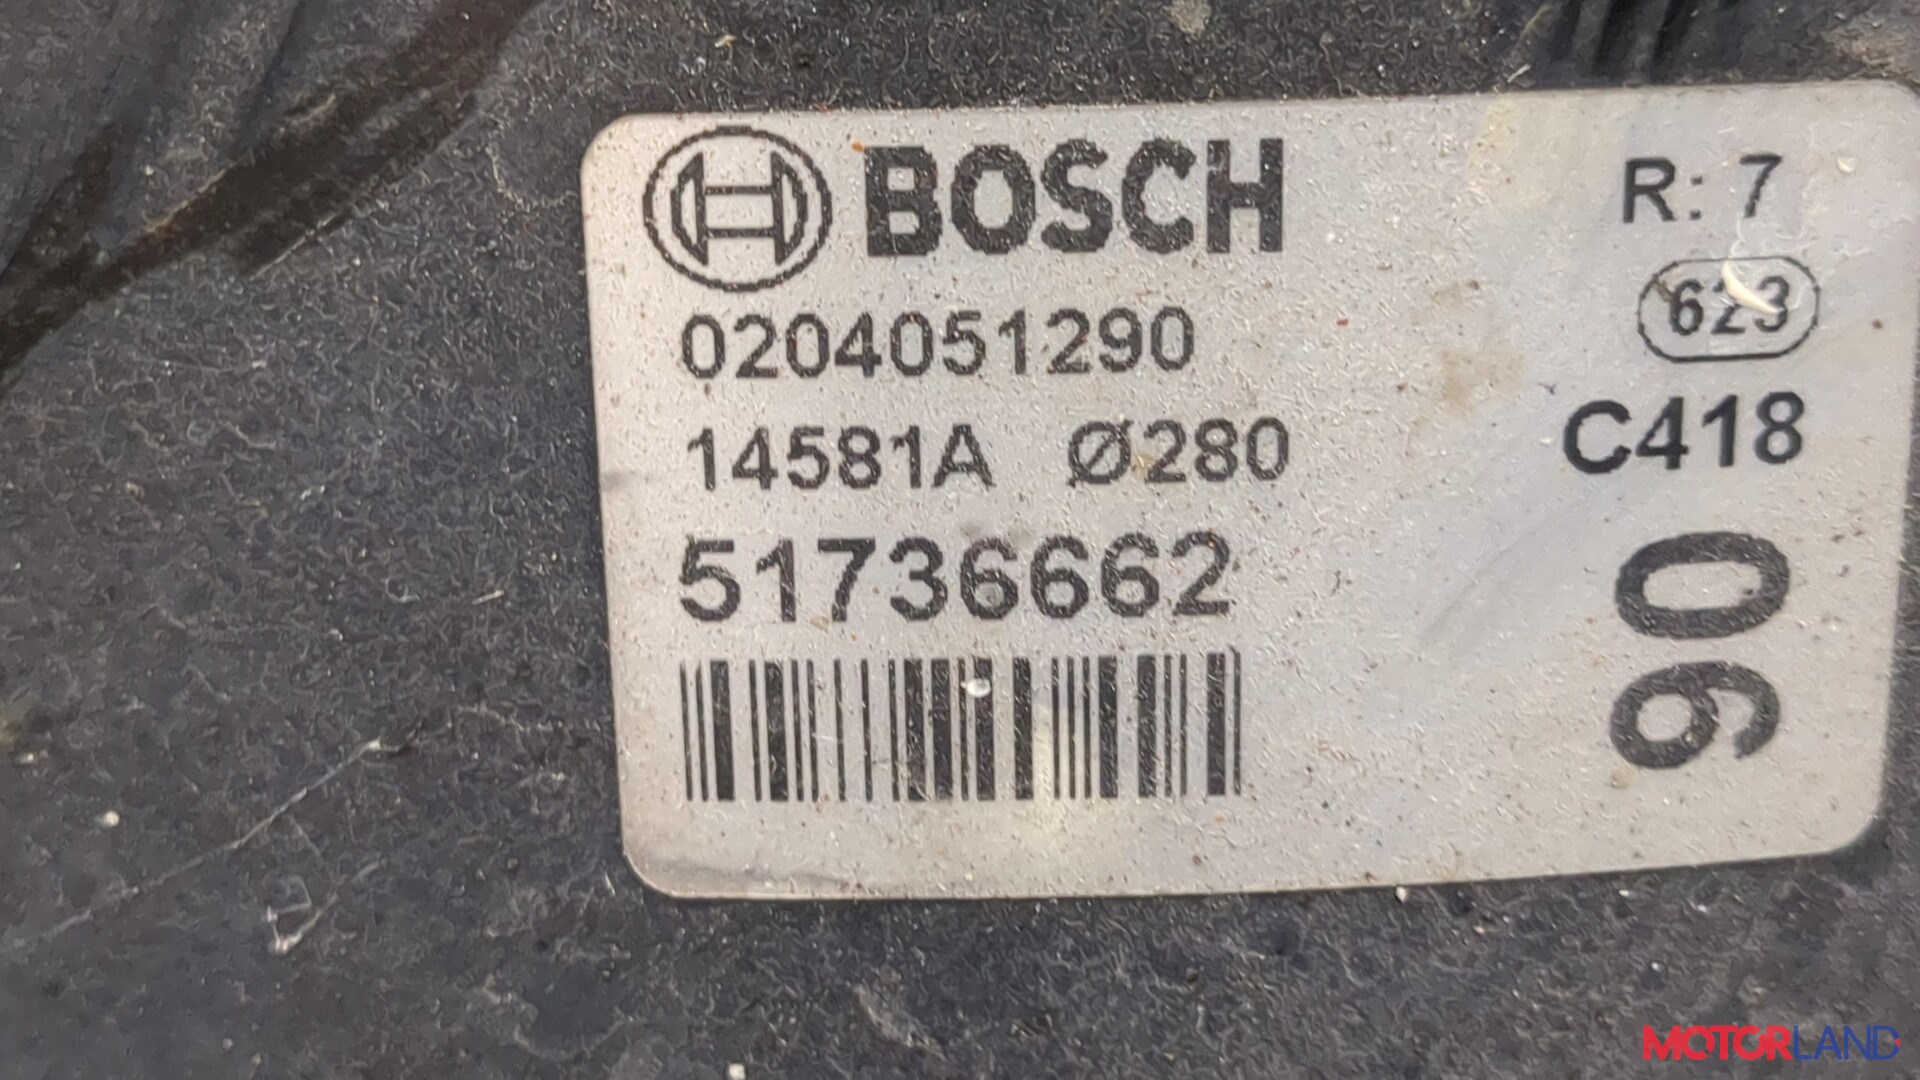 BOSCH
R: 7
623
0204051290
14581A Ø280
C418
51736662
90
MOTORLAND